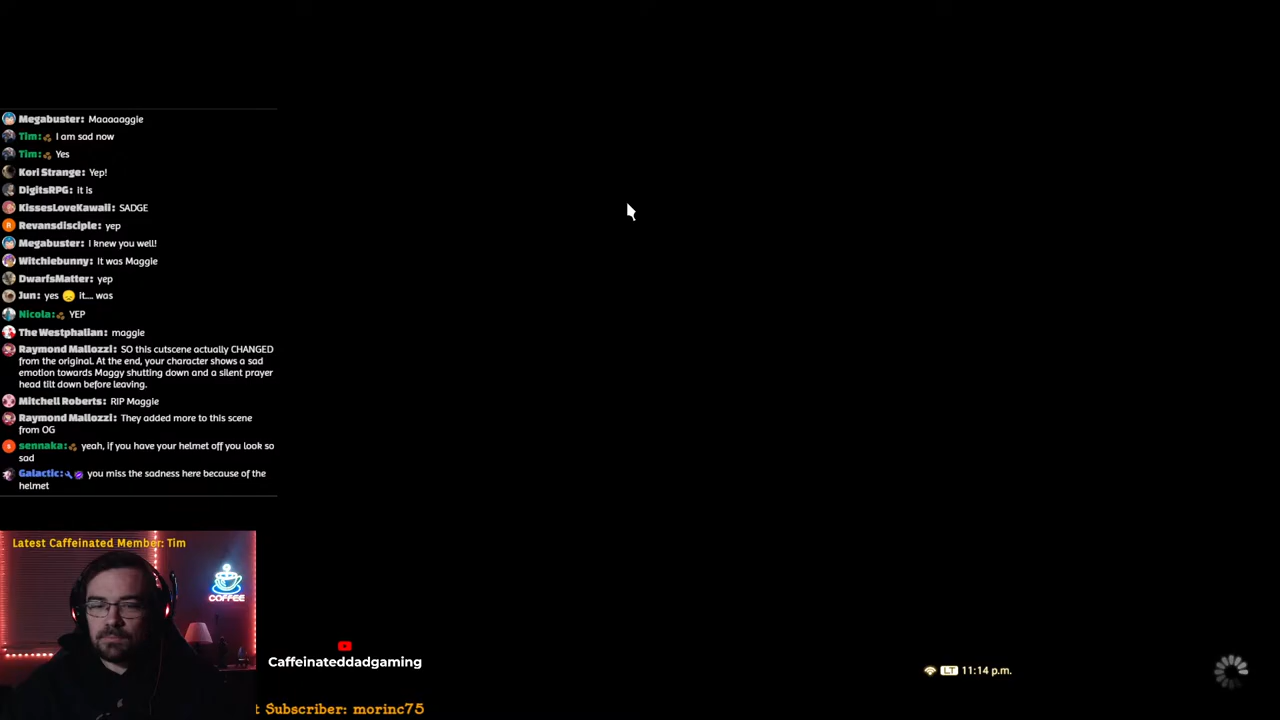 Megabuster: Maaaaaggie
Tim: I am sad now
Tim: Yes
Kori Strange: Yep!
DigitsRPG: it is
KissesLoveKawaii: SADGE
Revansdisciple: yep
Megabuster: I knew you well!
Witchiebunny: It was Maggie
DwarfsMatter: yep
Jun: yes 😞 it.... was
Nicola: YEP
The Westphalian: maggie
Raymond Mallozzi: SO this cutscene actually CHANGED
from the original. At the end, your character shows a sad
emotion towards Maggy shutting down and a silent prayer
head tilt down before leaving.
Mitchell Roberts: RIP Maggie
Raymond Mallozzi: They added more to this scene
from OG
sennaka: yeah, if you have your helmet off you look so
sad
Galactic: you miss the sadness here because of the
helmet
Latest Caffeinated Member: Tim
COFFEE
Caffeinateddadgaming
LT 11:14 p.m.
t Subscriber: morinc75